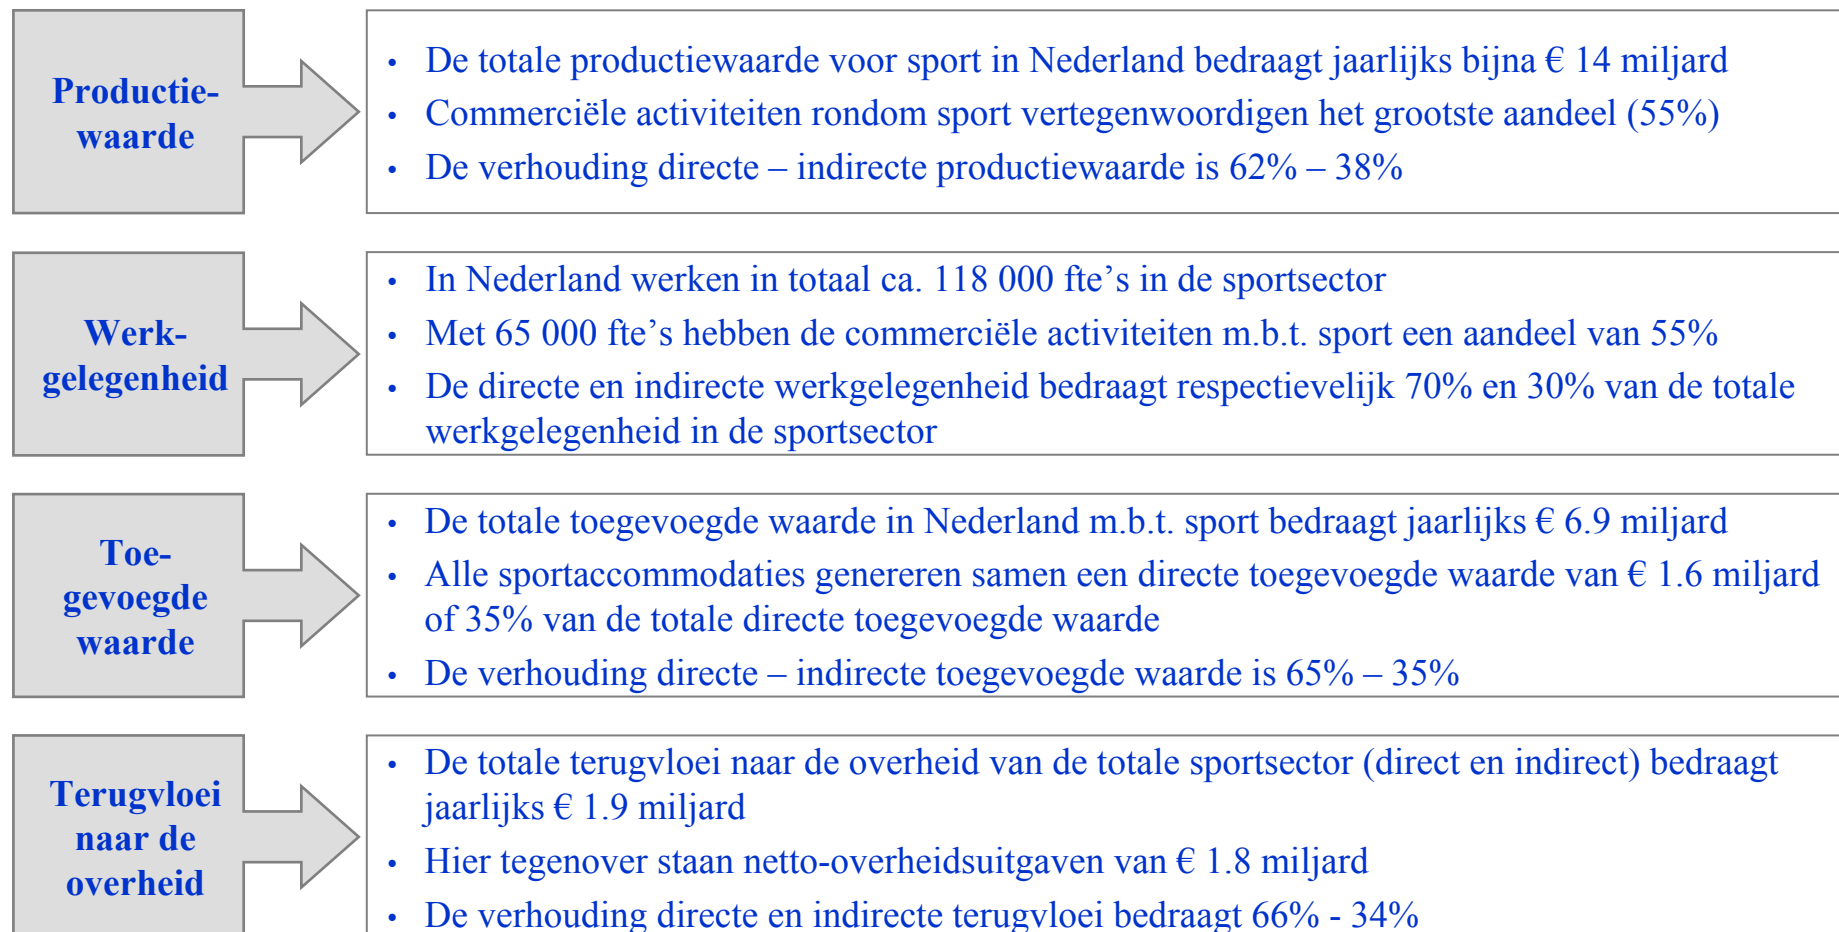 Productie-
waarde
• De totale productiewaarde voor sport in Nederland bedraagt jaarlijks bijna € 14 miljard
• Commerciële activiteiten rondom sport vertegenwoordigen het grootste aandeel (55%)
• De verhouding directe – indirecte productiewaarde is 62% – 38%
Werk-
gelegenheid
• In Nederland werken in totaal ca. 118 000 fte’s in de sportsector
• Met 65 000 fte’s hebben de commerciële activiteiten m.b.t. sport een aandeel van 55%
• De directe en indirecte werkgelegenheid bedraagt respectievelijk 70% en 30% van de totale
werkgelegenheid in de sportsector
Toe-
gevoegde
waarde
• De totale toegevoegde waarde in Nederland m.b.t. sport bedraagt jaarlijks € 6.9 miljard
• Alle sportaccommodaties genereren samen een directe toegevoegde waarde van € 1.6 miljard
of 35% van de totale directe toegevoegde waarde
• De verhouding directe – indirecte toegevoegde waarde is 65% – 35%
Terugvloei
naar de
overheid
• De totale terugvloei naar de overheid van de totale sportsector (direct en indirect) bedraagt
jaarlijks € 1.9 miljard
• Hier tegenover staan netto-overheidsuitgaven van € 1.8 miljard
• De verhouding directe en indirecte terugvloei bedraagt 66% - 34%